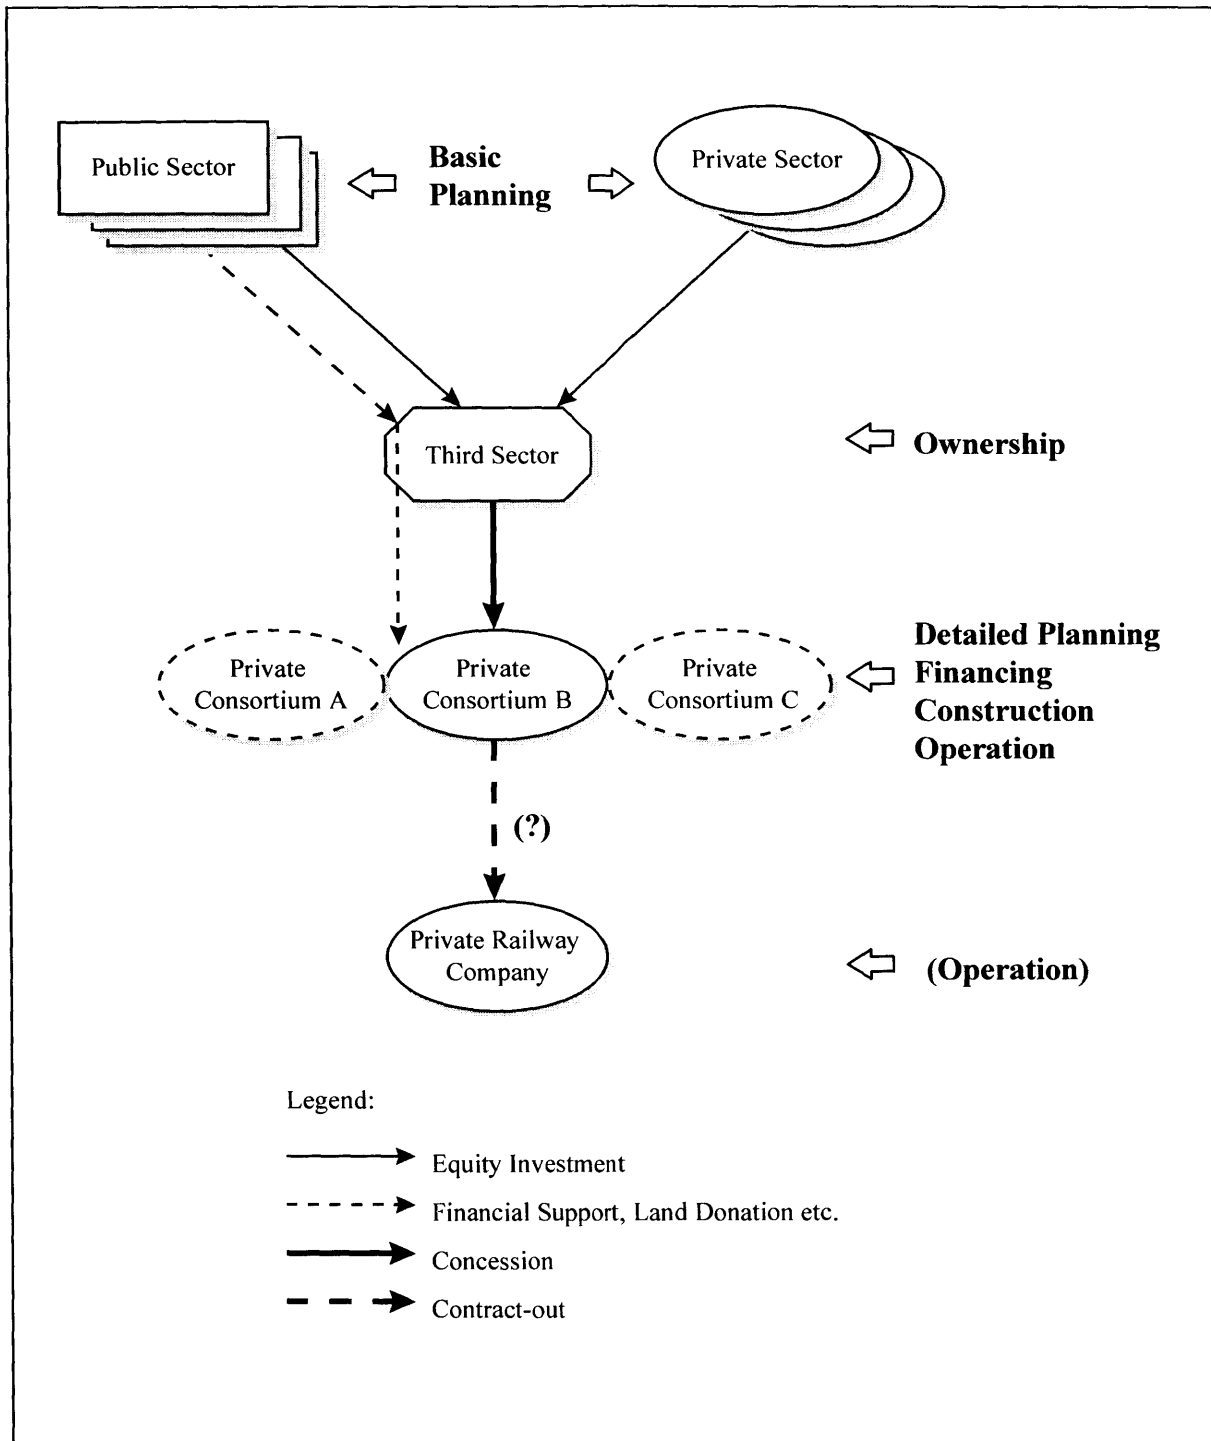 Public Sector
Basic
Planning
Private Sector
Third Sector
Ownership
Private
Consortium A
Private
Consortium B
Private
Consortium C
Detailed Planning
Financing
Construction
Operation
(?)
Private Railway
Company
(Operation)
Legend:
Equity Investment
Financial Support, Land Donation etc.
Concession
Contract-out